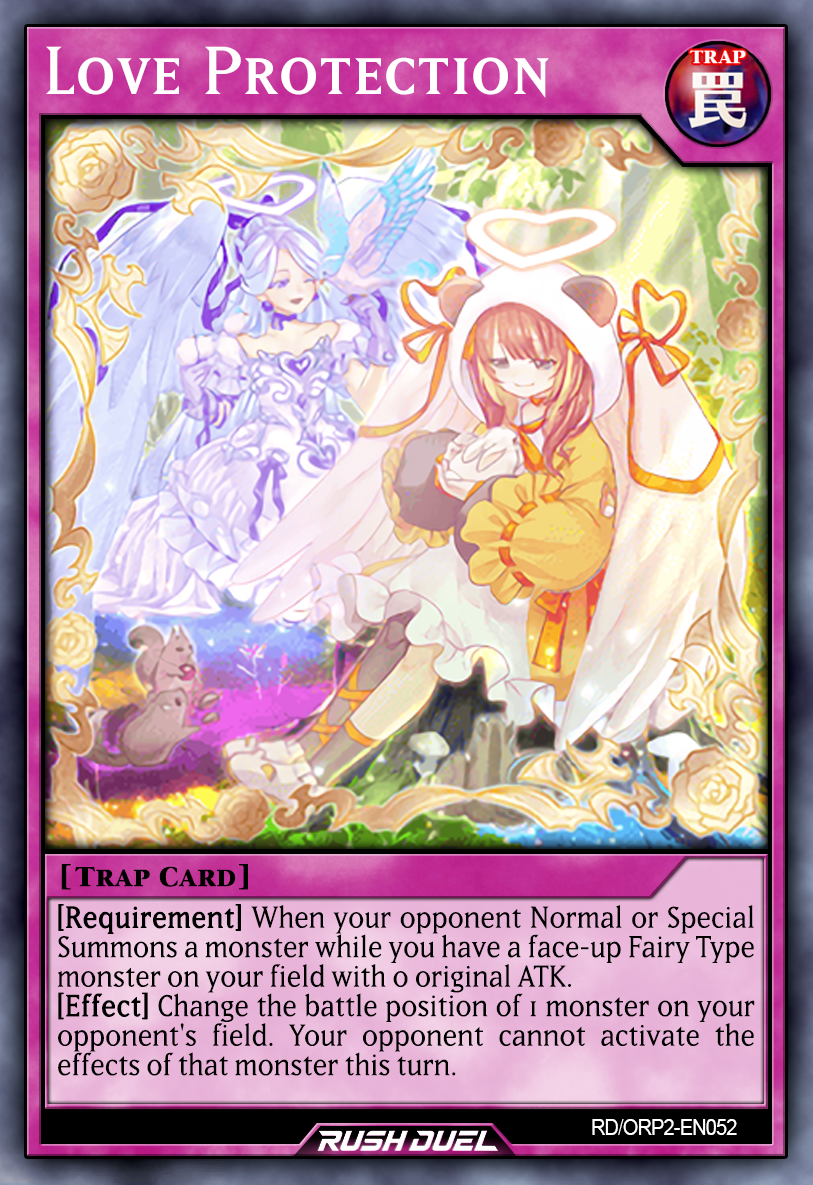 Love Protection
TRAP
罠
[Trap Card]
[Requirement] When your opponent Normal or Special
Summons a monster while you have a face-up Fairy Type
monster on your field with 0 original ATK.
[Effect] Change the battle position of 1 monster on your
opponent's field. Your opponent cannot activate the
effects of that monster this turn.
RD/ORP2-EN052
RUSH DUEL